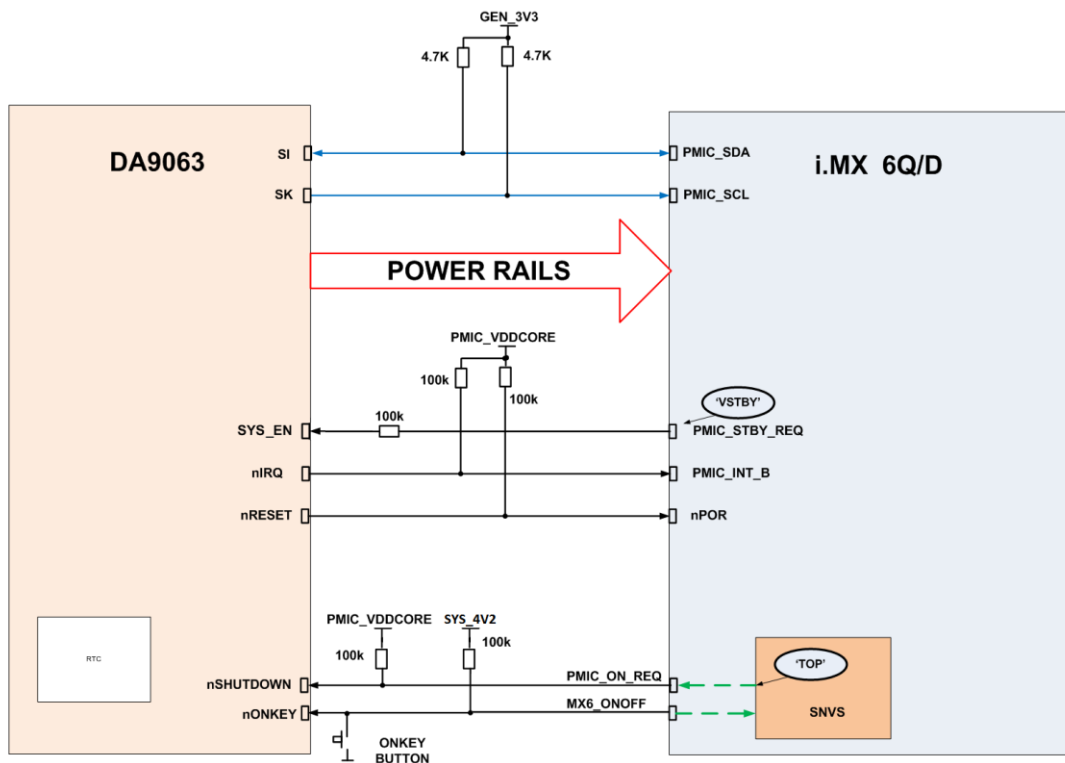 GEN_3V3
4.7K
4.7K
DA9063
i.MX 6Q/D
SI
PMIC_SDA
SK
PMIC_SCL
POWER RAILS
PMIC_VDDCORE
100k
100k
'VSTBY'
100k
SYS_EN
PMIC_STBY_REQ
nIRQ
PMIC_INT_B
nRESET
nPOR
PMIC_VDDCORE
SYS_4V2
100k
100k
RTC
'TOP'
nSHUTDOWN
PMIC_ON_REQ
nONKEY
MX6_ONOFF
SNVS
ONKEY
BUTTON